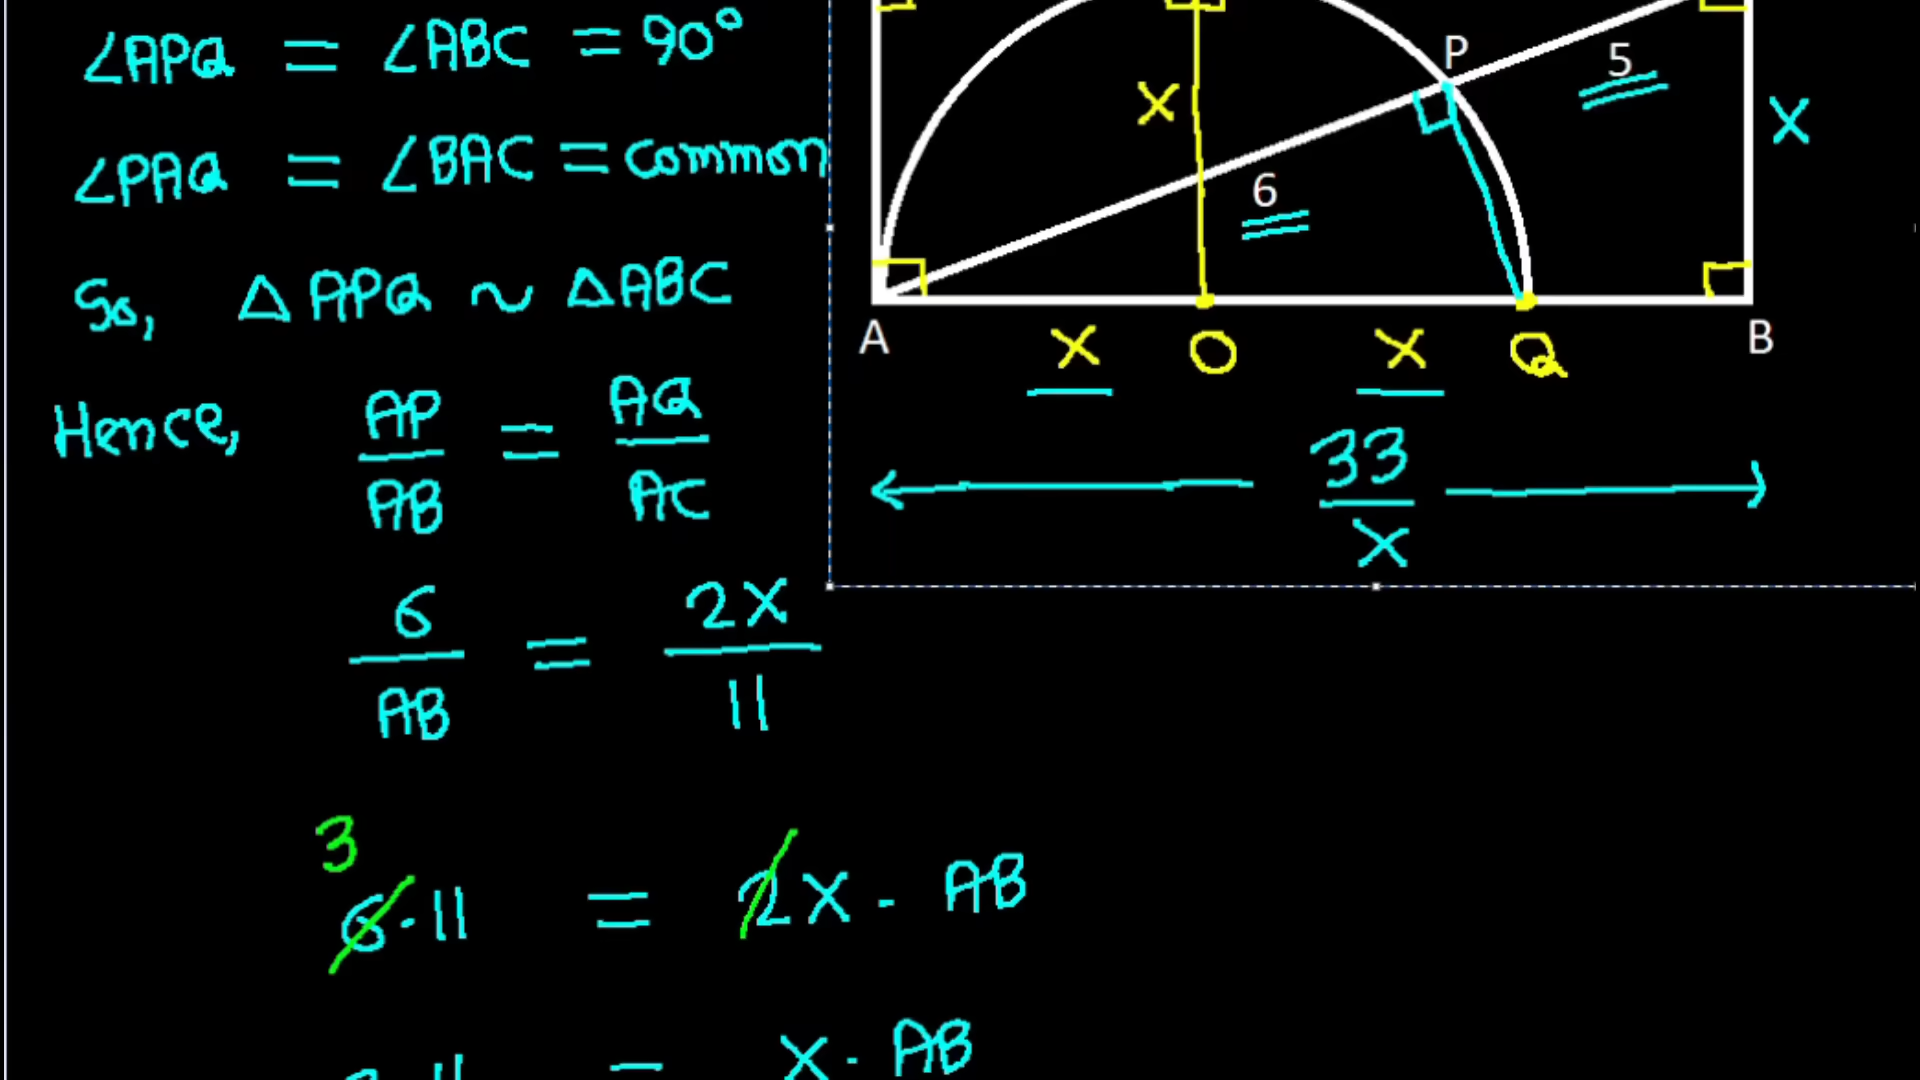 ∠APQ = ∠ABC = 90°
∠PAQ = ∠BAC = Common
So, △APQ ~ △ABC
Hence, AP/AB = AQ/AC
6/AB = 2X/11
3
6·11 = 2X · AB
X · AB
P
5
X
X
6
A
X
O
X
Q
B
33/X